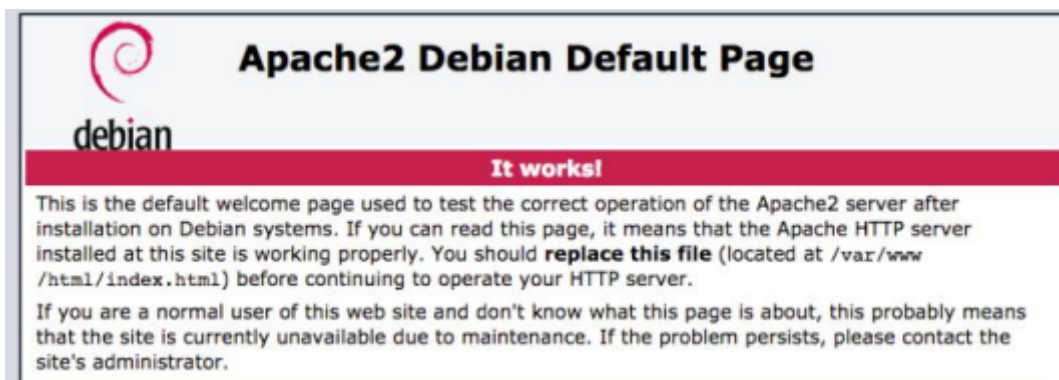 Apache2 Debian Default Page
debian
It works!
This is the default welcome page used to test the correct operation of the Apache2 server after
installation on Debian systems. If you can read this page, it means that the Apache HTTP server
installed at this site is working properly. You should replace this file (located at /var/www
/html/index.html) before continuing to operate your HTTP server.
If you are a normal user of this web site and don't know what this page is about, this probably means
that the site is currently unavailable due to maintenance. If the problem persists, please contact the
site's administrator.